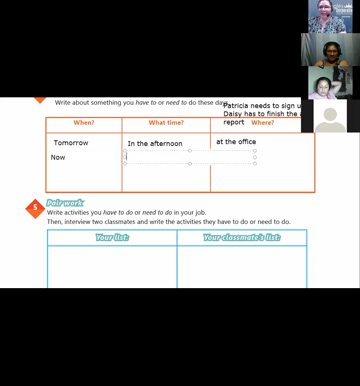 Write about something you have to or need to do these days.
Patricia needs to sign u
Daisy has to finish the
report
When?
What time?
Where?
Tomorrow
In the afternoon
at the office
Now
5
Pair work:
Write activities you have to do or need to do in your job.
Then, interview two classmates and write the activities they have to do or need to do.
Your list:
Your classmate's list: